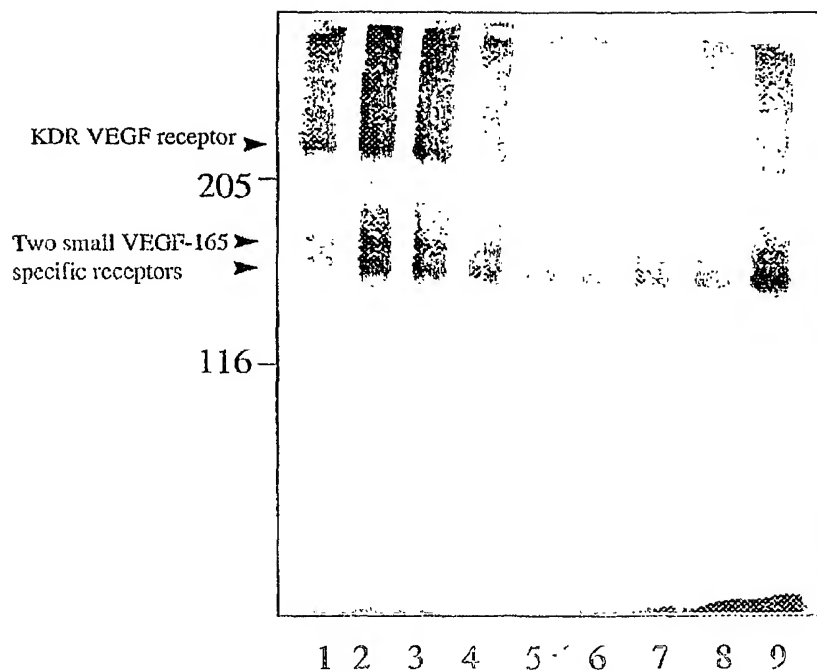 KDR VEGF receptor
205
Two small VEGF-165
specific receptors
116
1 2 3 4 5 6 7 8 9